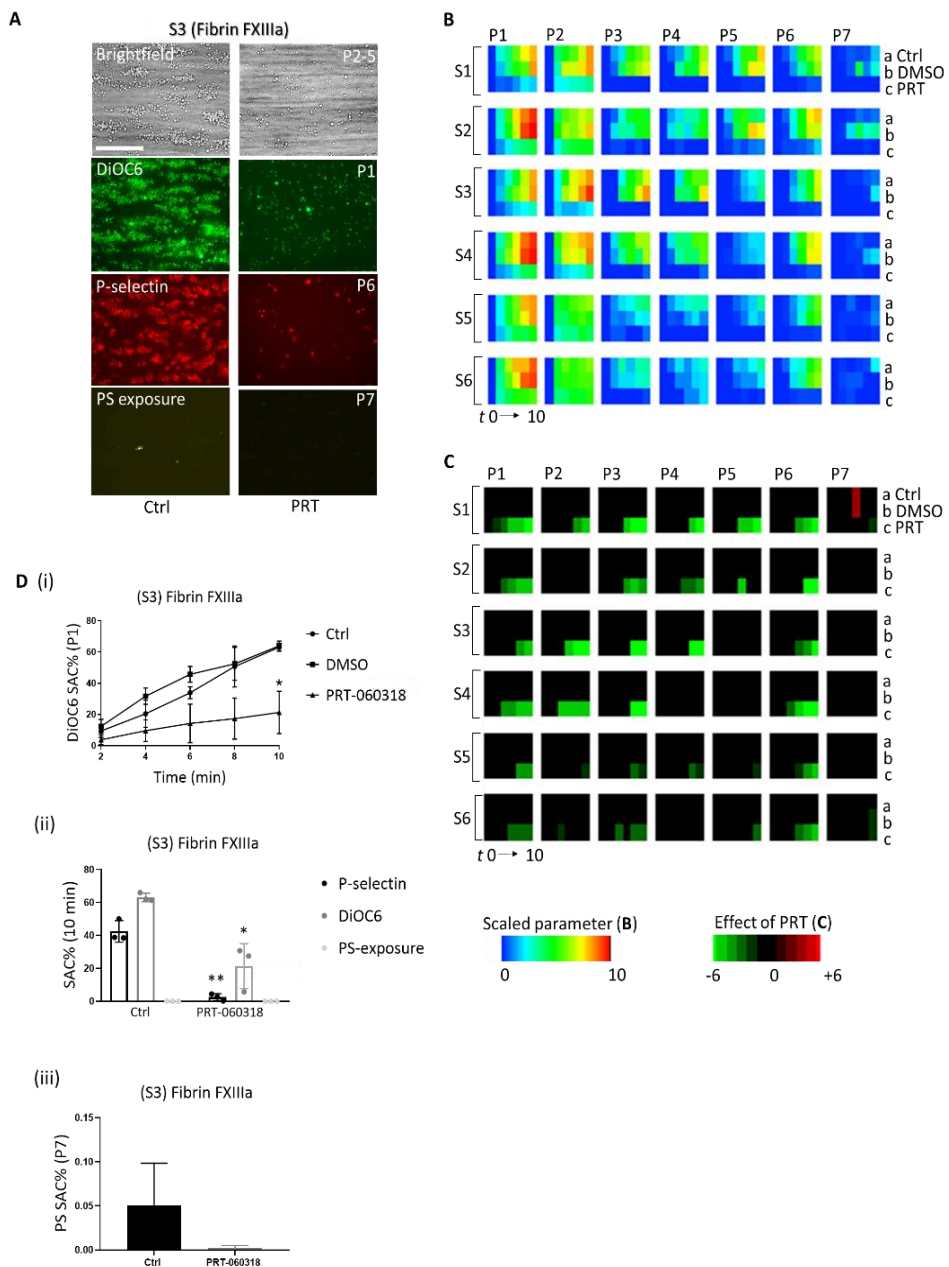 A
S3 (Fibrin FXIIIa)
Brightfield
P2-5
DiOC6
P1
P-selectin
P6
PS exposure
P7
Ctrl
PRT
B
P1 P2 P3 P4 P5 P6 P7
S1
a Ctrl
b DMSO
c PRT
S2
a
b
c
S3
a
b
c
S4
a
b
c
S5
a
b
c
S6
a
b
c
t 0 → 10
C
P1 P2 P3 P4 P5 P6 P7
S1
a Ctrl
b DMSO
c PRT
S2
a
b
c
S3
a
b
c
S4
a
b
c
S5
a
b
c
S6
a
b
c
t 0 → 10
Scaled parameter (B)
0 10
Effect of PRT (C)
-6 0 +6
D (i)
(S3) Fibrin FXIIIa
DiOC6 SAC% (P1)
80
60
40
20
0
2 4 6 8 10
Time (min)
*
Ctrl
DMSO
PRT-060318
(ii)
(S3) Fibrin FXIIIa
SAC% (10 min)
80
60
40
20
0
**
*
Ctrl PRT-060318
P-selectin
DiOC6
PS-exposure
(iii)
(S3) Fibrin FXIIIa
PS SAC% (P7)
0.15
0.10
0.05
0.00
Ctrl PRT-060318